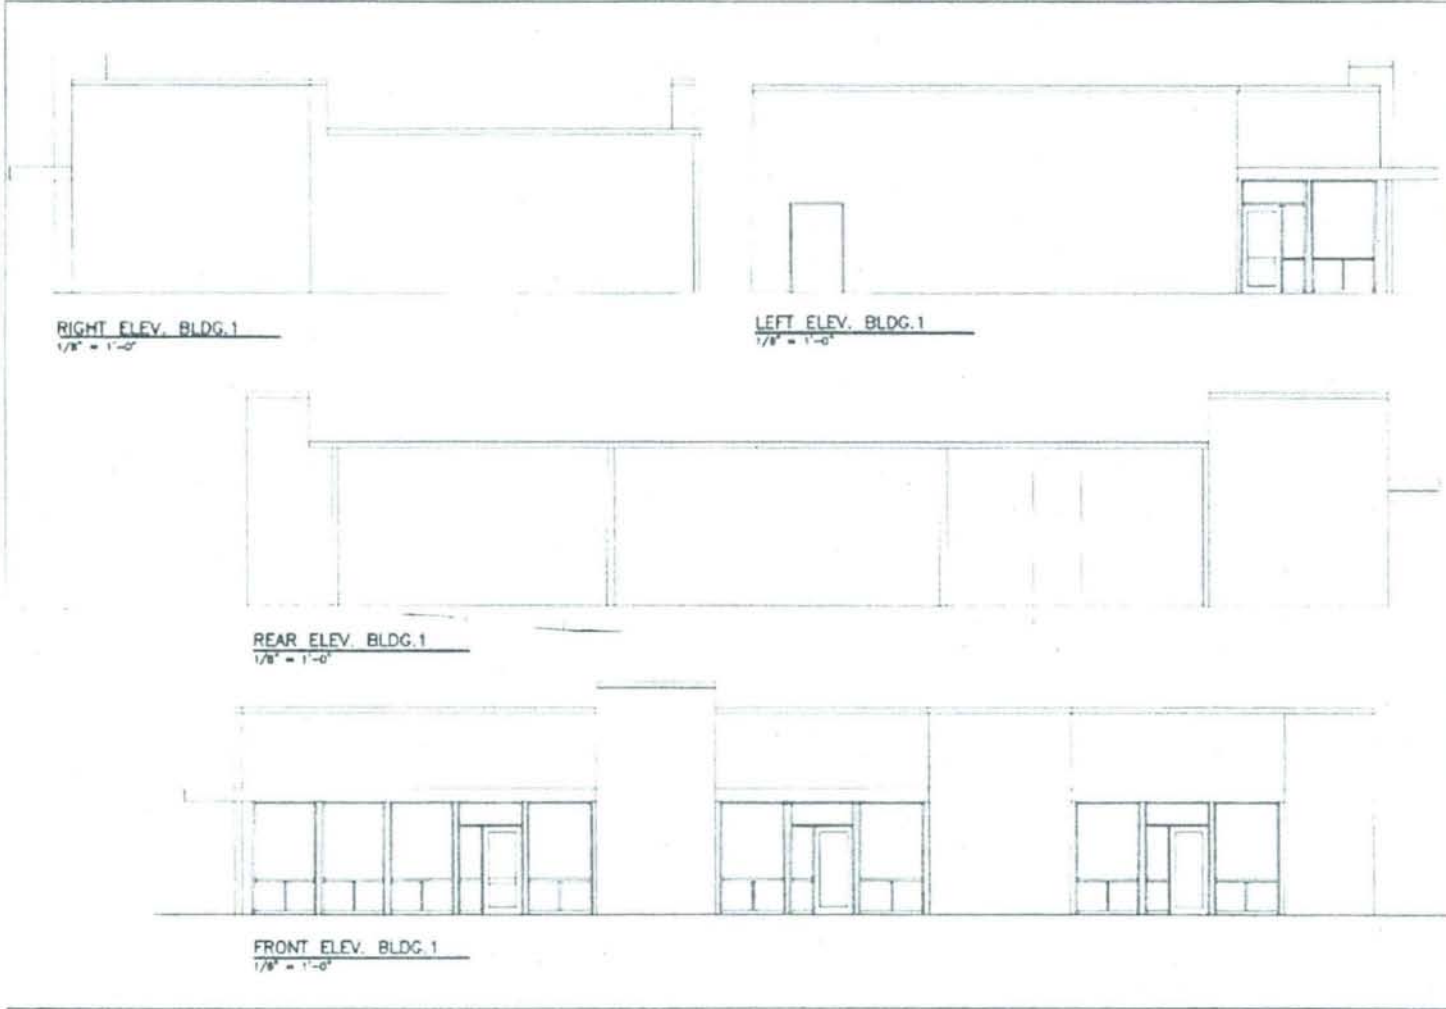 RIGHT ELEV. BLDG.1
1/8" = 1'-0"
LEFT ELEV. BLDG.1
1/8" = 1'-0"
REAR ELEV. BLDG.1
1/8" = 1'-0"
FRONT ELEV. BLDG.1
1/8" = 1'-0"